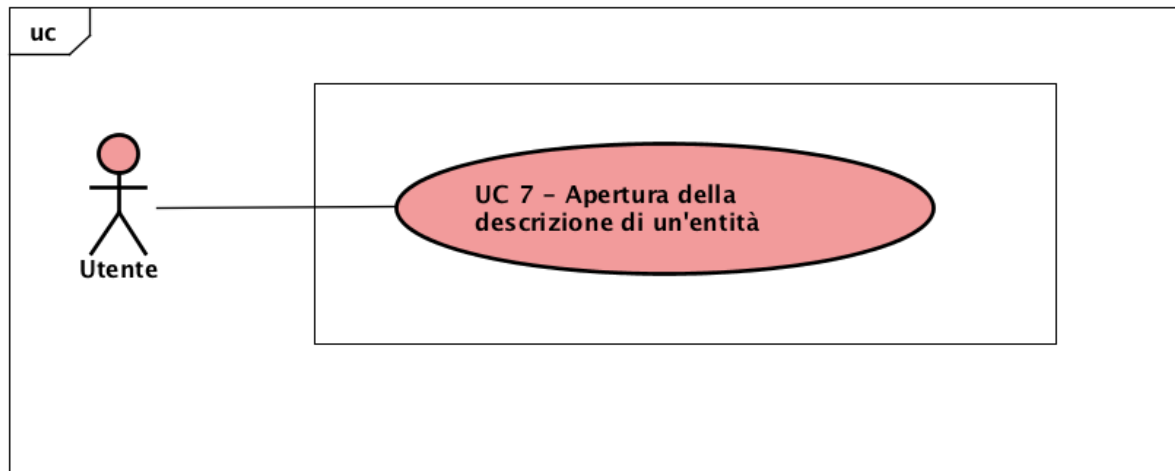 uc
UC 7 – Apertura della
descrizione di un'entità
Utente